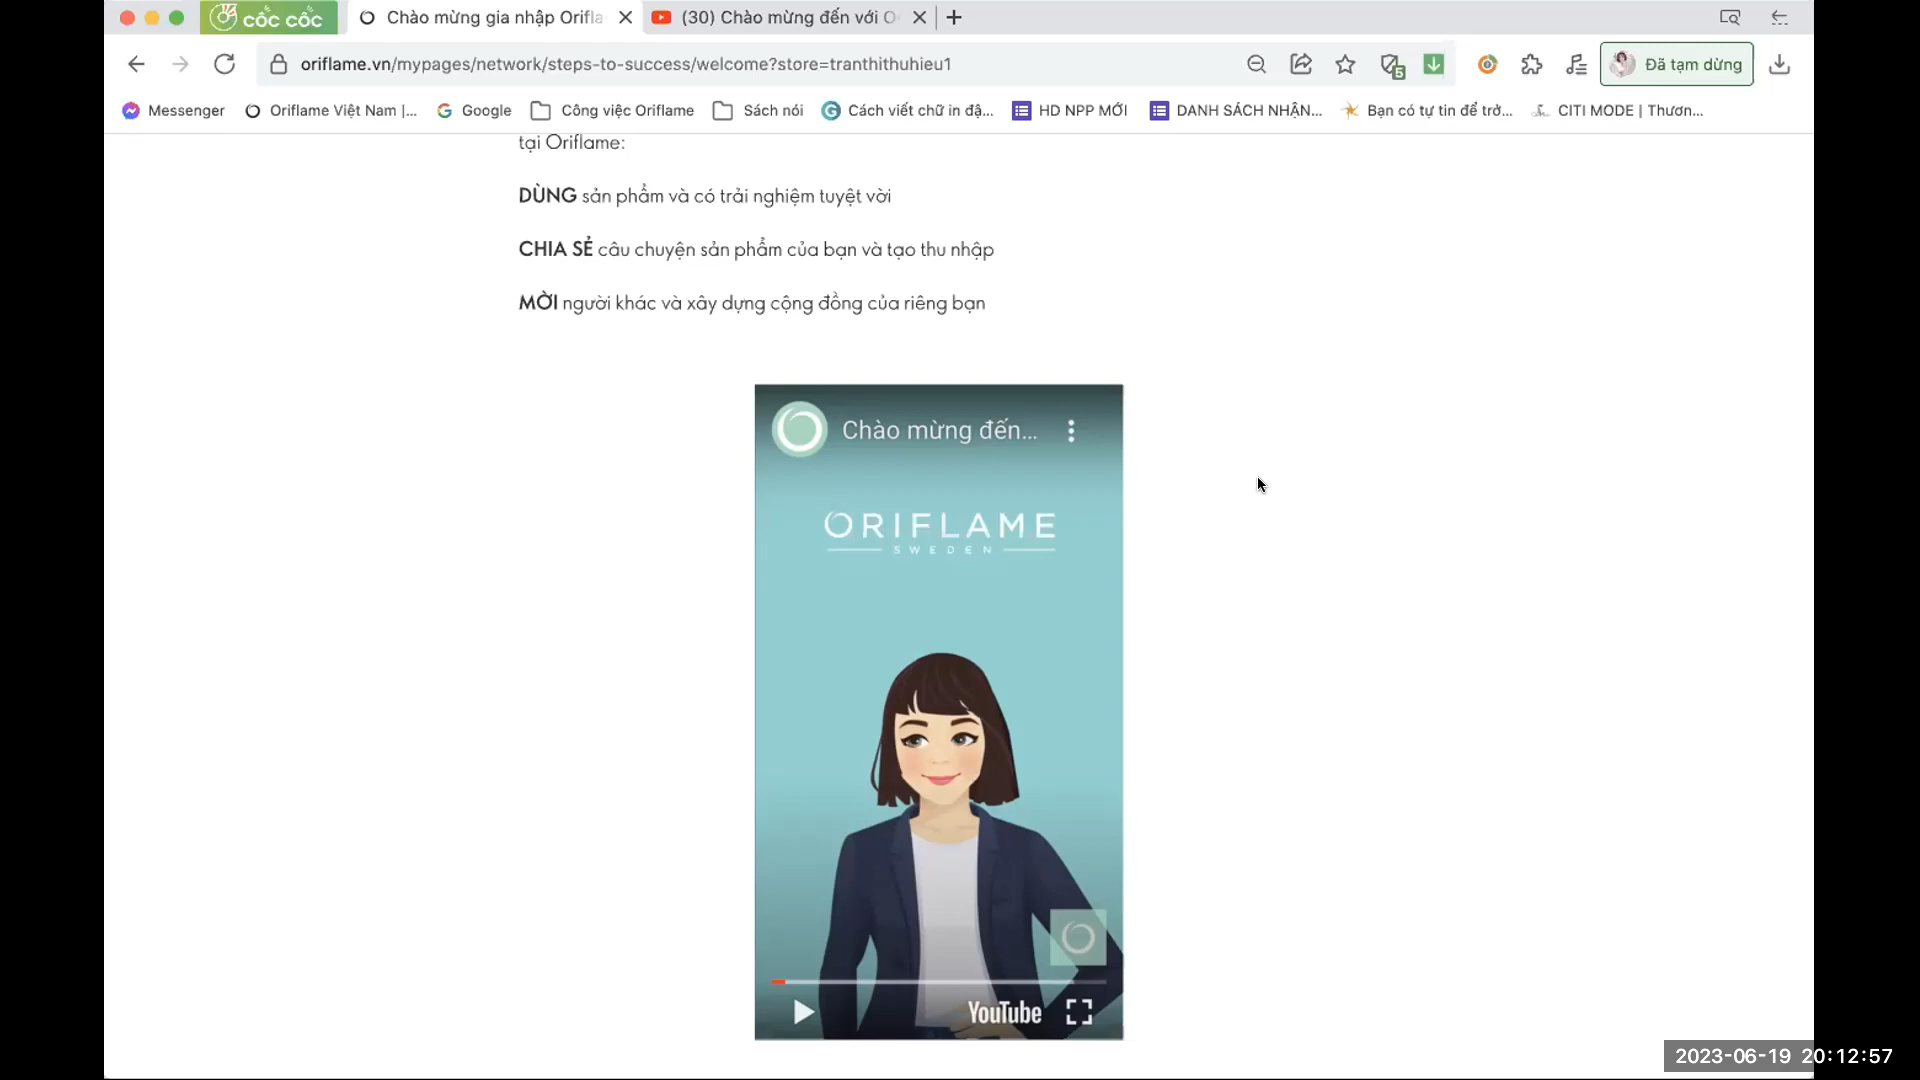 cốc cốc
Chào mừng gia nhập Orifla
(30) Chào mừng đến với O
oriflame.vn/mypages/network/steps-to-success/welcome?store=tranthithuhieu1
5
Đã tạm dừng
Messenger
Oriflame Việt Nam |...
Google
Công việc Oriflame
Sách nói
Cách viết chữ in đậ...
HD NPP MỚI
DANH SÁCH NHẬN...
Bạn có tự tin để trở...
CITI MODE | Thươn...
tại Oriflame:
DÙNG sản phẩm và có trải nghiệm tuyệt vời
CHIA SẺ câu chuyện sản phẩm của bạn và tạo thu nhập
MỜI người khác và xây dựng cộng đồng của riêng bạn
Chào mừng đến...
ORIFLAME
SWEDEN
YouTube
2023-06-19 20:12:57